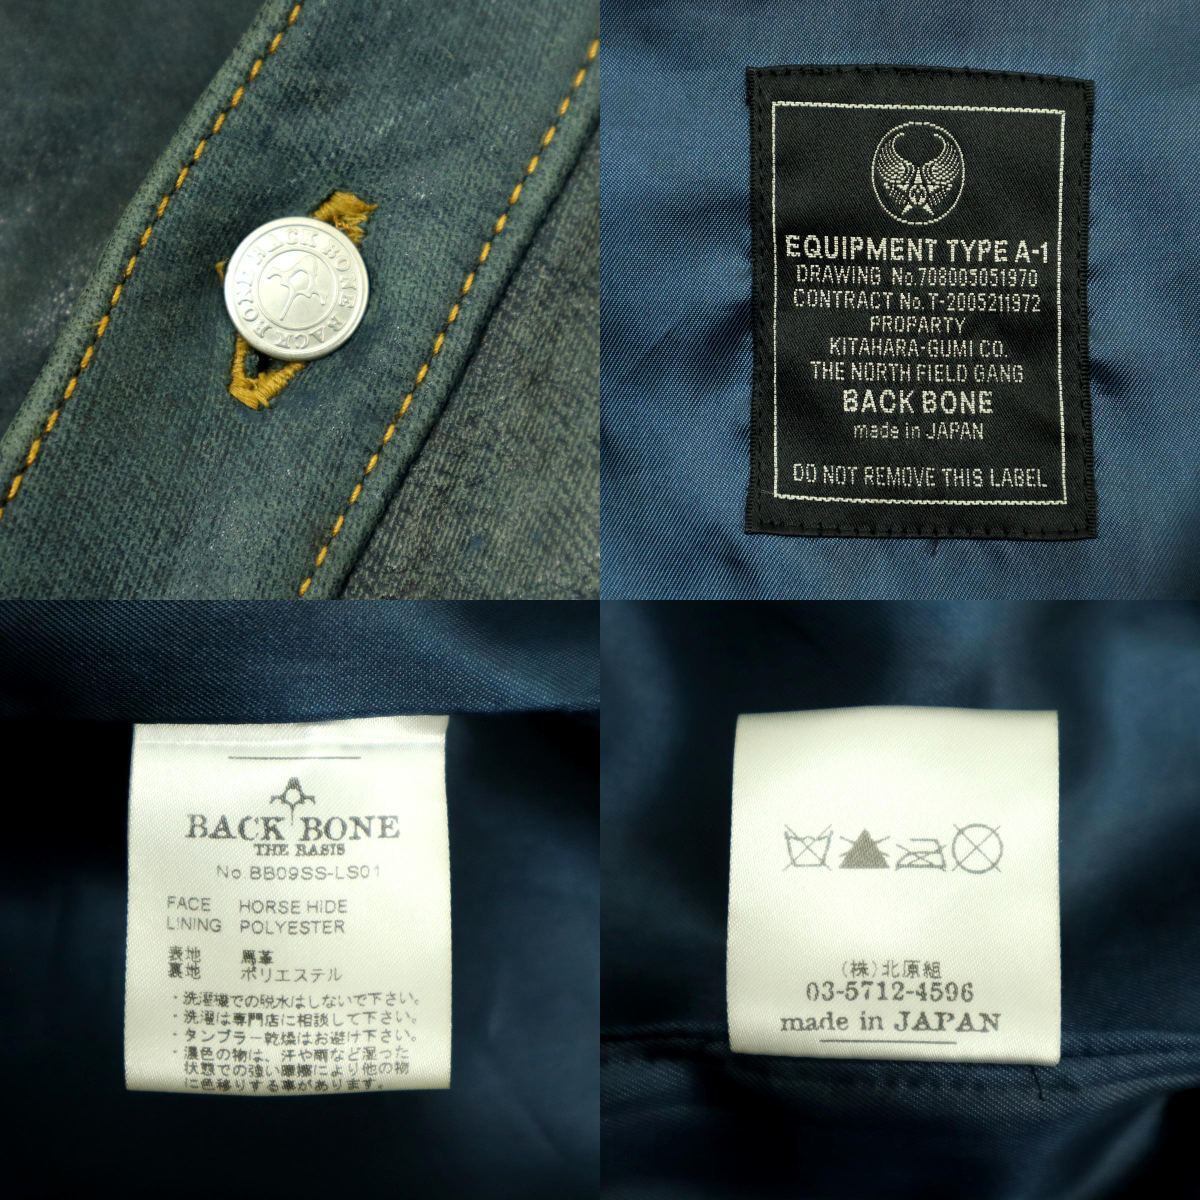 BACK BONE BACK BONE
EQUIPMENT TYPE A-1
DRAWING No.708005051970
CONTRACT No. T-2005211972
PROPARTY
KITAHARA-GUMI CO.
THE NORTH FIELD GANG
BACK BONE
made in JAPAN
DO NOT REMOVE THIS LABEL
BACK BONE
THE BASIS
No.BB09SS-LS01
FACE HORSE HIDE
LINING POLYESTER
表地 馬革
裏地 ポリエステル
・洗濯機での脱水はしないで下さい。
・洗濯は専門店に相談して下さい。
・タンブラー乾燥はお避け下さい。
・濃色の物は、汗や雨など湿った
状態での強い摩擦により他の物
に色移りする事があります。
(株)北原組
03-5712-4596
made in JAPAN